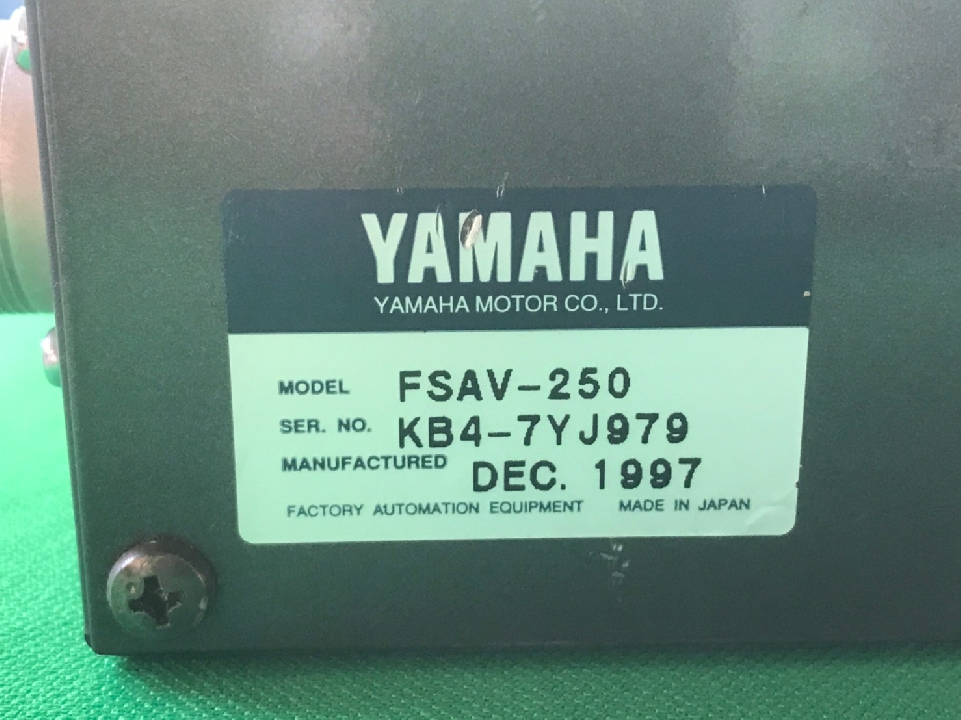 YAMAHA
YAMAHA MOTOR CO., LTD.
MODEL FSAV-250
SER. NO. KB4-7YJ979
MANUFACTURED DEC. 1997
FACTORY AUTOMATION EQUIPMENT MADE IN JAPAN